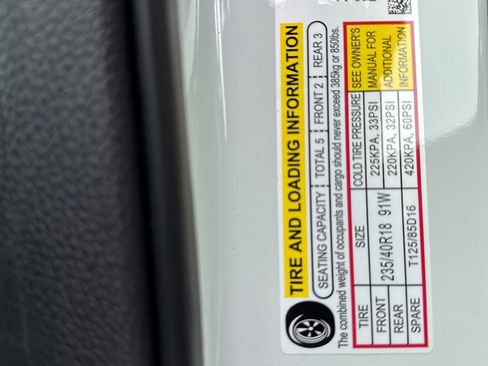 TIRE AND LOADING INFORMATION
SEATING CAPACITY TOTAL 5 FRONT 2 REAR 3
The combined weight of occupants and cargo should never exceed 385kg or 850lbs.
TIRE SIZE COLD TIRE PRESSURE SEE OWNER'S
FRONT 235/40R18 91W 225KPA, 33PSI MANUAL FOR
REAR 220KPA, 32PSI ADDITIONAL
SPARE T125/85D16 420KPA, 60PSI INFORMATION